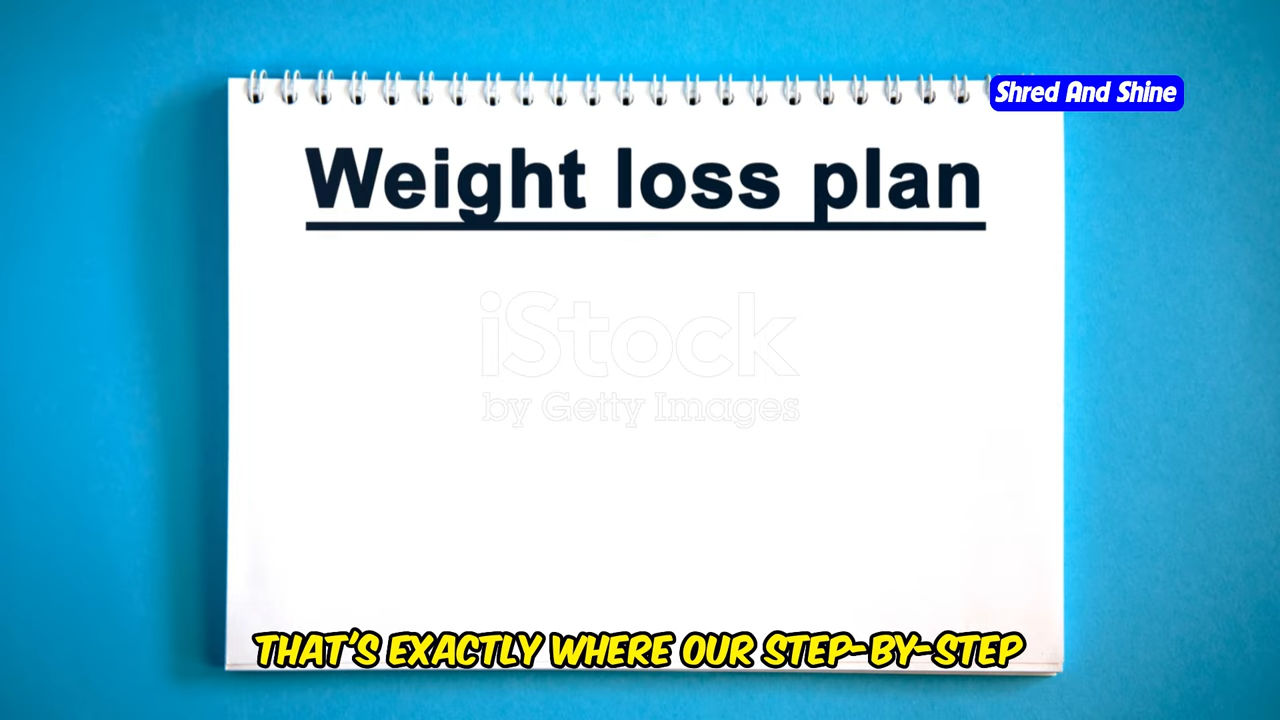 Shred And Shine
Weight loss plan
iStock
by Getty Images
THAT'S EXACTLY WHERE OUR STEP-BY-STEP